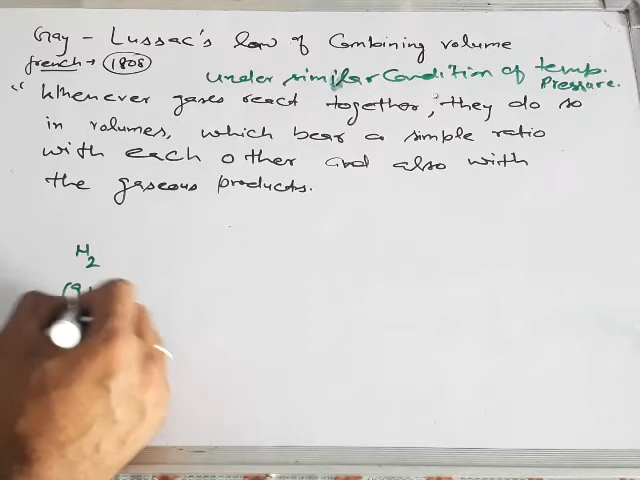 Gay - Lussac's law of Combining volume
french → 1808
under similar Condition of temp. Pressure.
"Whenever gases react together, they do so
in volumes, which bear a simple ratio
with each other and also with
the gaseous products.
H2
(g)